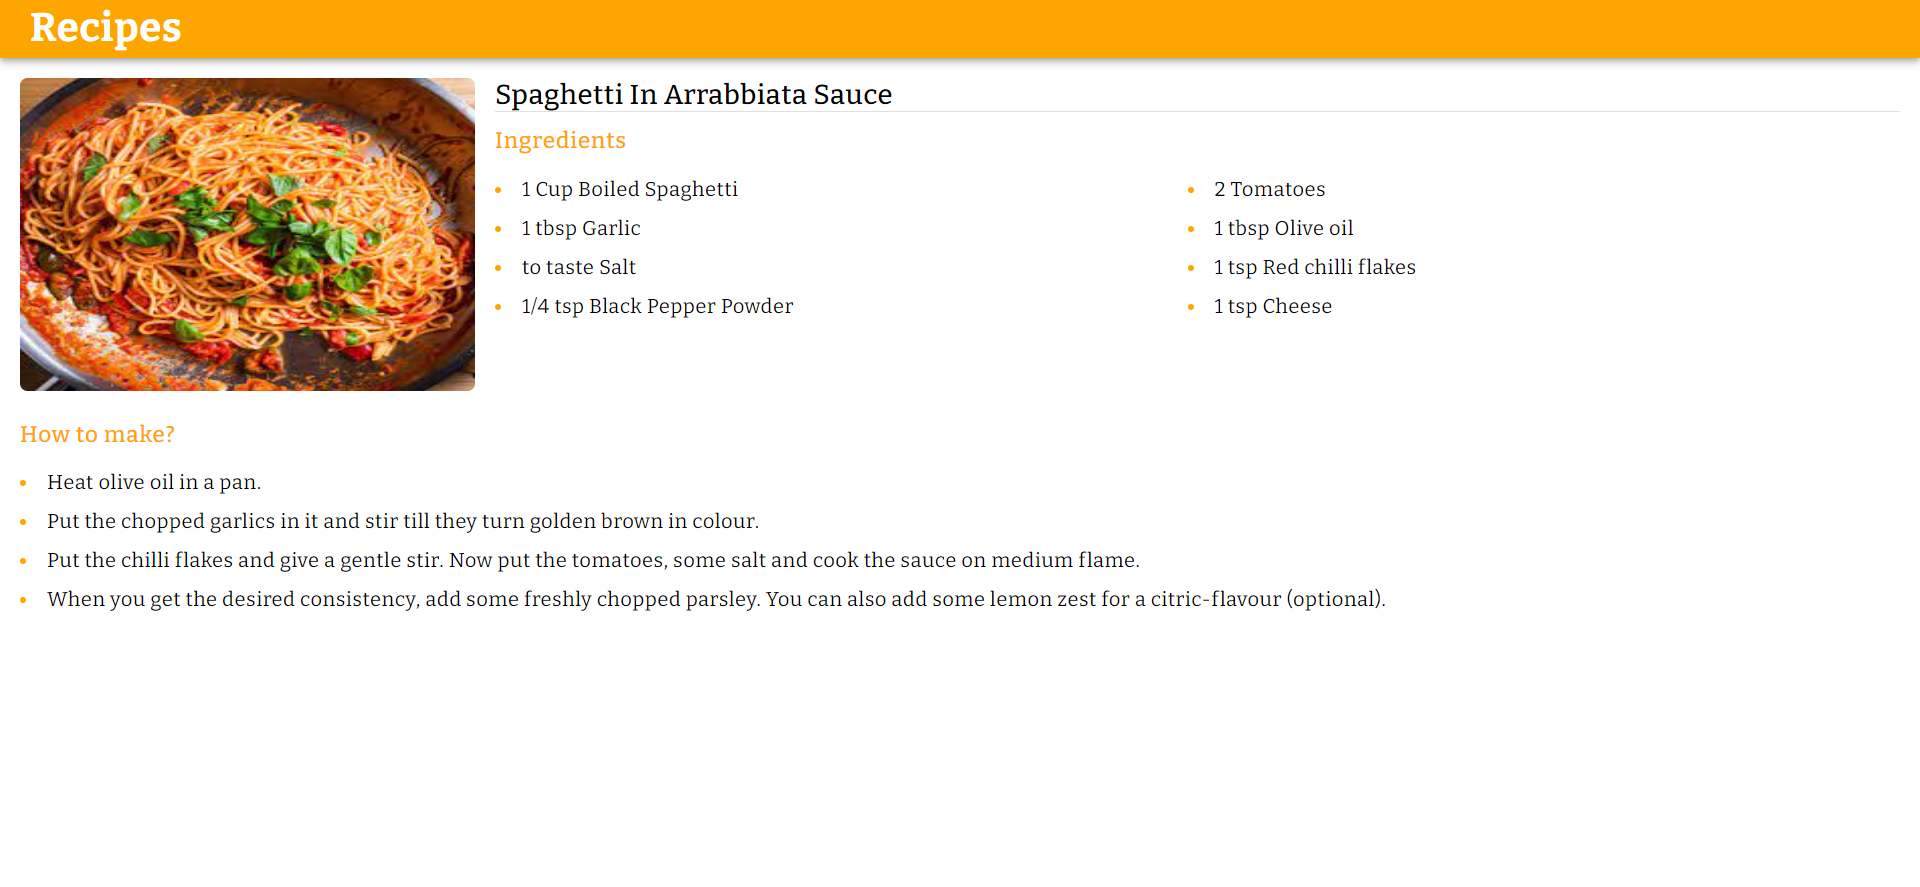 Recipes
Spaghetti In Arrabbiata Sauce
Ingredients
1 Cup Boiled Spaghetti
2 Tomatoes
1 tbsp Garlic
1 tbsp Olive oil
to taste Salt
1 tsp Red chilli flakes
1/4 tsp Black Pepper Powder
1 tsp Cheese
How to make?
Heat olive oil in a pan.
Put the chopped garlics in it and stir till they turn golden brown in colour.
Put the chilli flakes and give a gentle stir. Now put the tomatoes, some salt and cook the sauce on medium flame.
When you get the desired consistency, add some freshly chopped parsley. You can also add some lemon zest for a citric-flavour (optional).